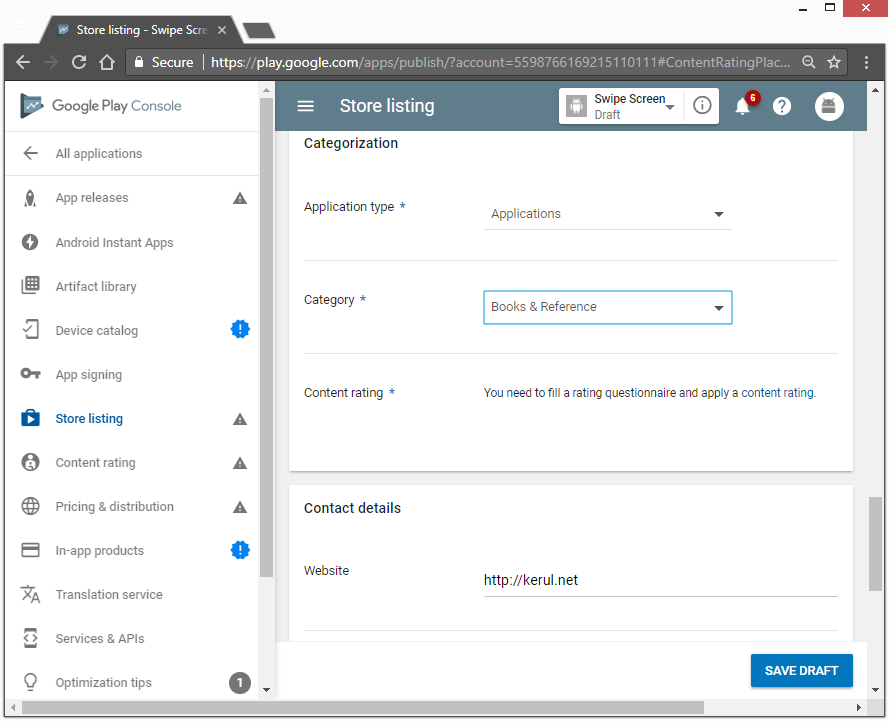 Store listing - Swipe Scre
Secure
https://play.google.com/apps/publish/?account=5598766169215110111#ContentRatingPlac...
Google Play Console
Store listing
Swipe Screen
Draft
6
All applications
App releases
Android Instant Apps
Artifact library
Device catalog
App signing
Store listing
Content rating
Pricing & distribution
In-app products
Translation service
Services & APIs
Optimization tips
1
Categorization
Application type *
Applications
Category *
Books & Reference
Content rating *
You need to fill a rating questionnaire and apply a content rating.
Contact details
Website
http://kerul.net
SAVE DRAFT